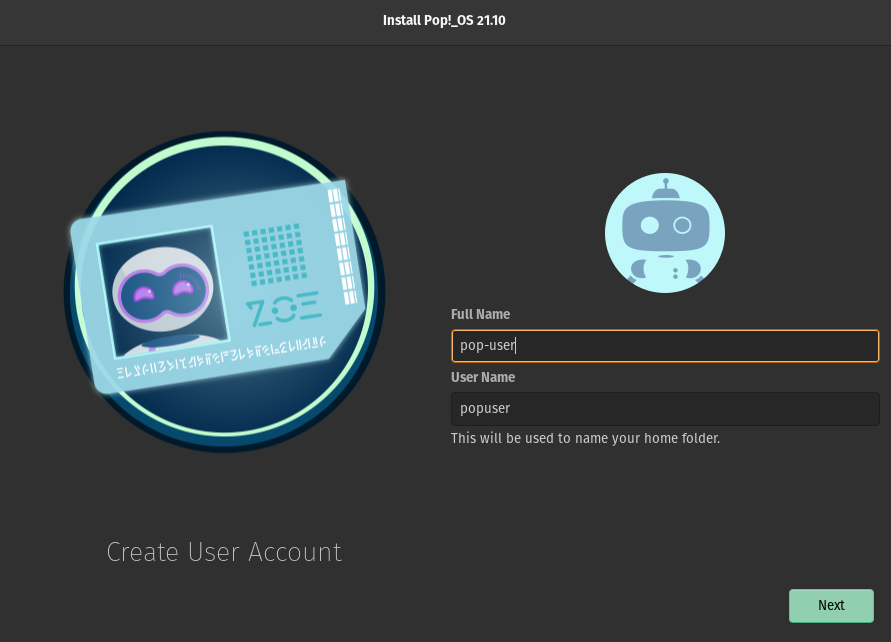 Install Pop!_OS 21.10
ZOE
Full Name
pop-user
User Name
popuser
This will be used to name your home folder.
Create User Account
Next